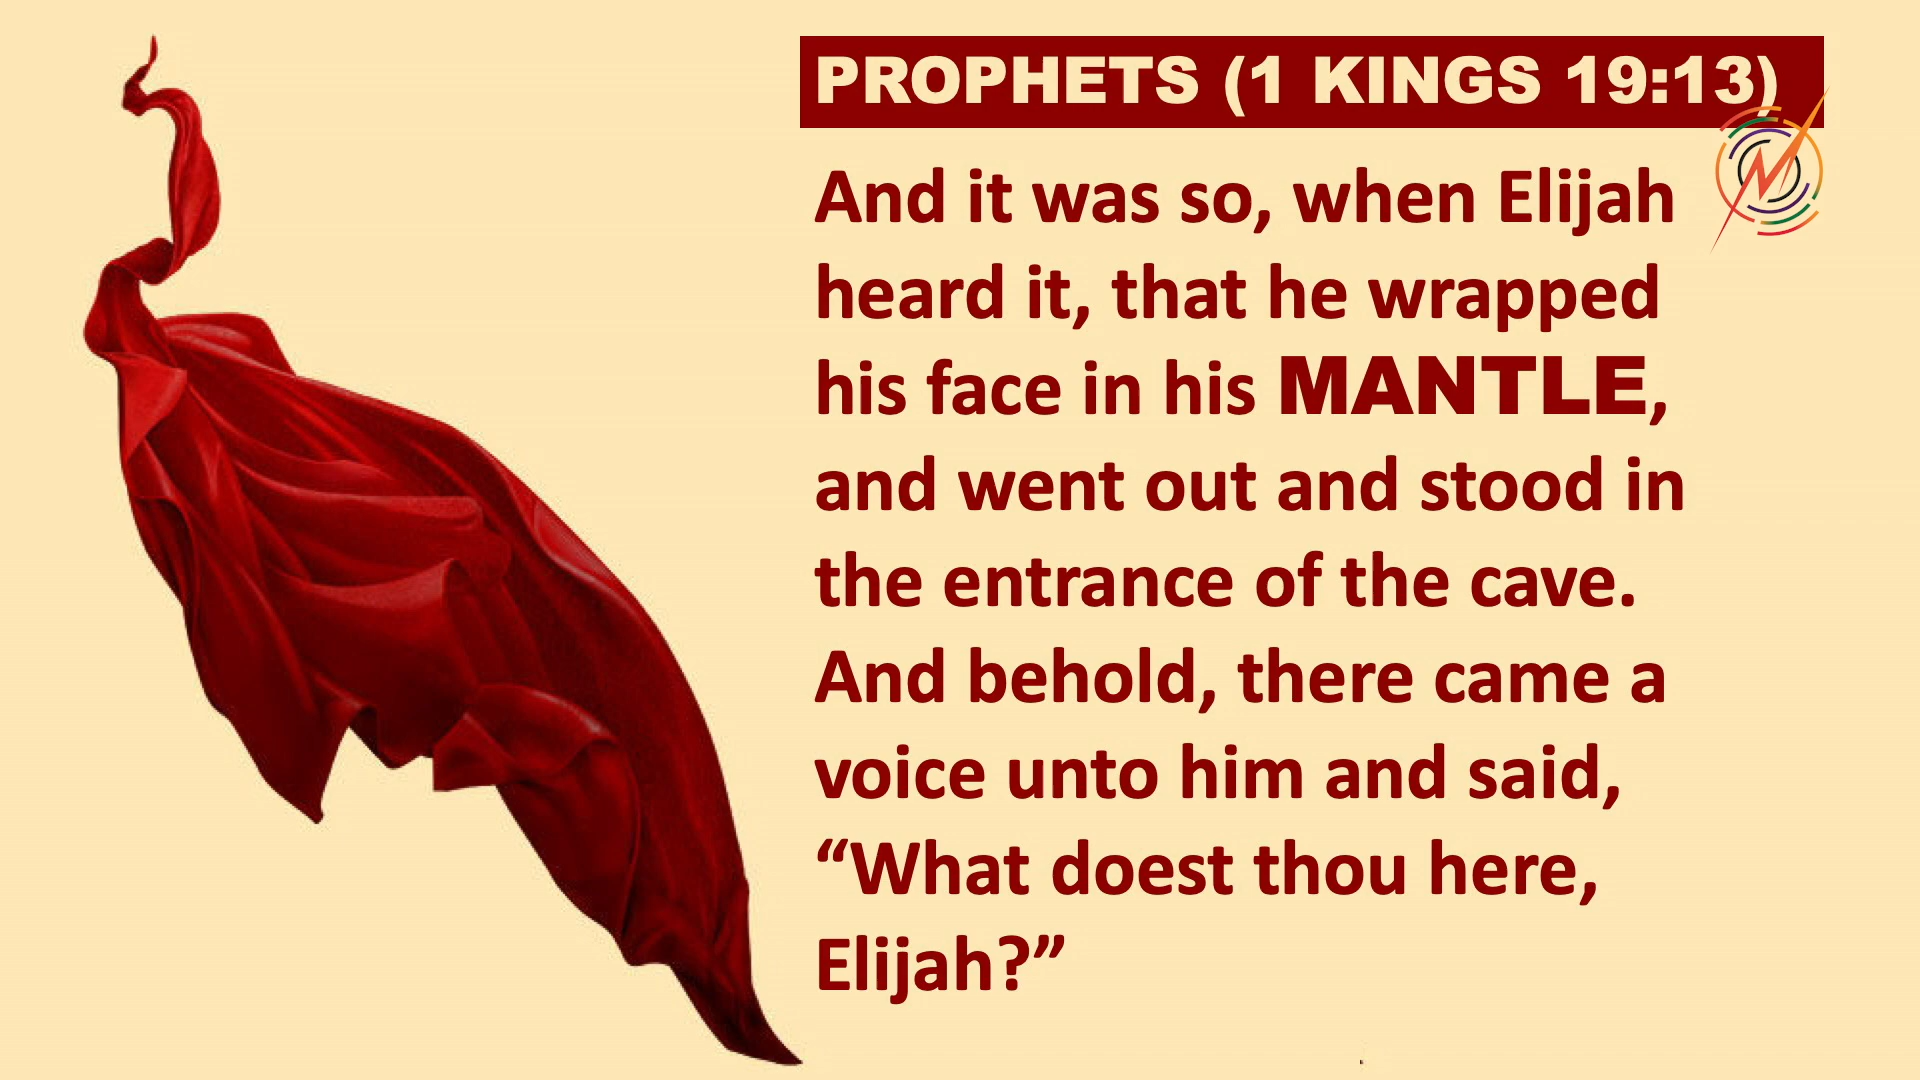 PROPHETS (1 KINGS 19:13)
And it was so, when Elijah
heard it, that he wrapped
his face in his MANTLE,
and went out and stood in
the entrance of the cave.
And behold, there came a
voice unto him and said,
“What doest thou here,
Elijah?”